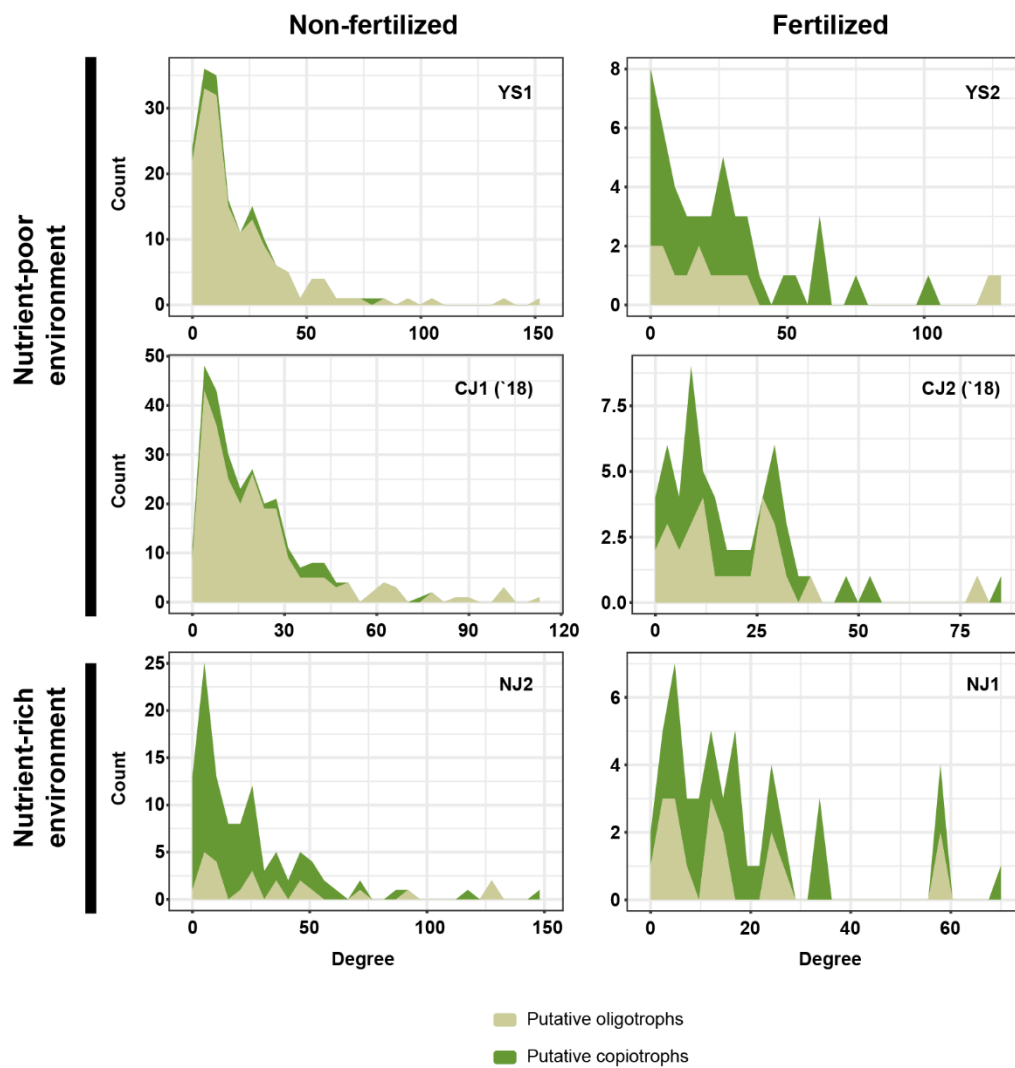 Non-fertilized
Fertilized
Nutrient-poor
environment
Nutrient-rich
environment
YS1
Count
30
20
10
0
0
50
100
150
YS2
8
6
4
2
0
0
50
100
CJ1 (`18)
Count
50
40
30
20
10
0
0
30
60
90
120
CJ2 (`18)
7.5
5.0
2.5
0.0
0
25
50
75
NJ2
Count
25
20
15
10
5
0
0
50
100
150
Degree
NJ1
6
4
2
0
0
20
40
60
Degree
Putative oligotrophs
Putative copiotrophs